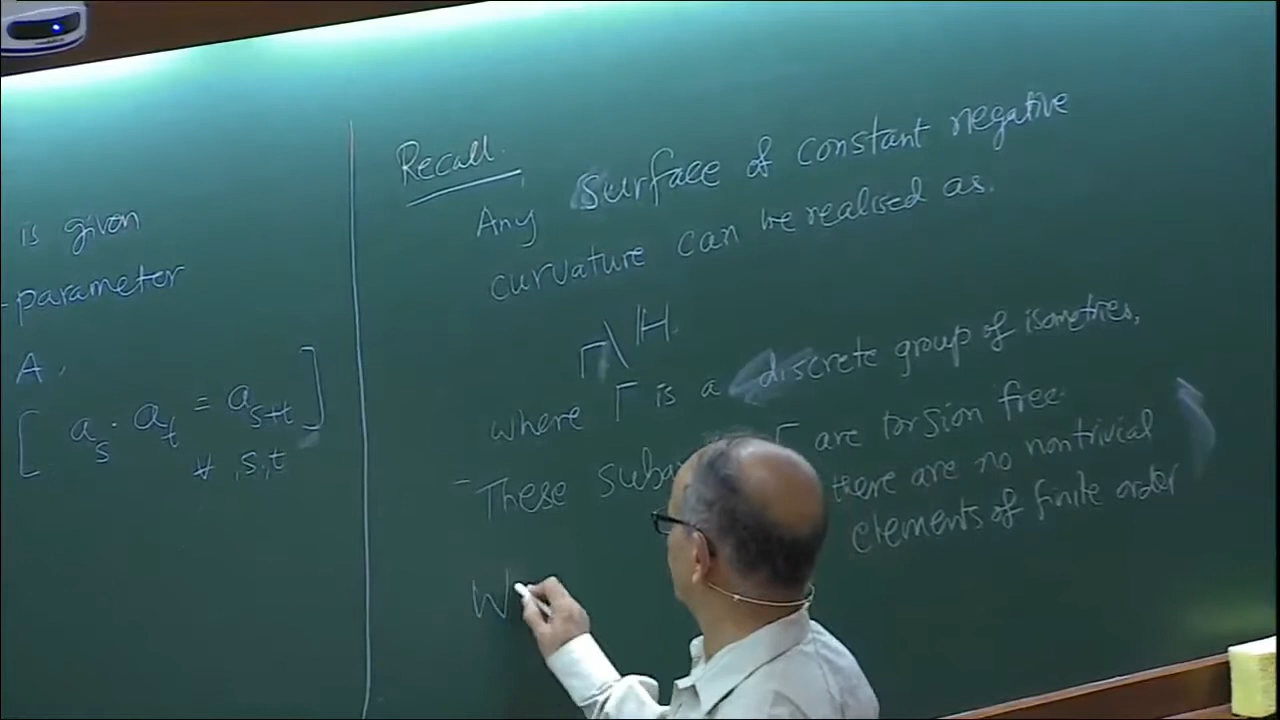 is given
-parameter
A.
[ a_s . a_t = a_{s+t} ]
∀ s,t
Recall.
Any surface of constant negative
curvature can be realised as.
Γ\ℍ.
where Γ is a discrete group of isometries,
- These Γ are torsion free.
there are no nontrivial
elements of finite order
W